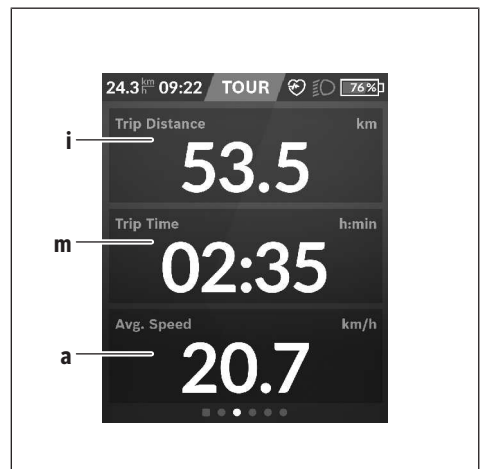 24.3 km/h 09:22 TOUR 76%
Trip Distance km
i
53.5
Trip Time h:min
m
02:35
Avg. Speed km/h
a
20.7